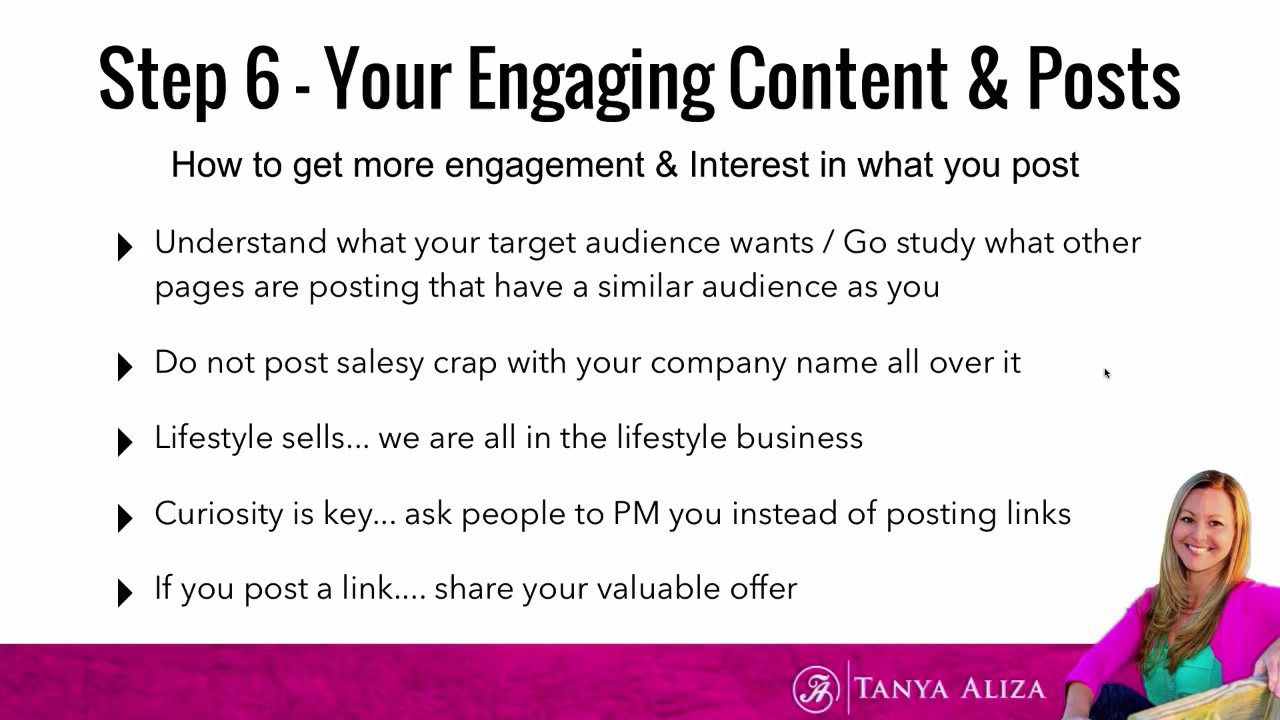 Step 6 - Your Engaging Content & Posts
How to get more engagement & Interest in what you post
Understand what your target audience wants / Go study what other
pages are posting that have a similar audience as you
Do not post salesy crap with your company name all over it
Lifestyle sells... we are all in the lifestyle business
Curiosity is key... ask people to PM you instead of posting links
If you post a link.... share your valuable offer
TA TANYA ALIZA